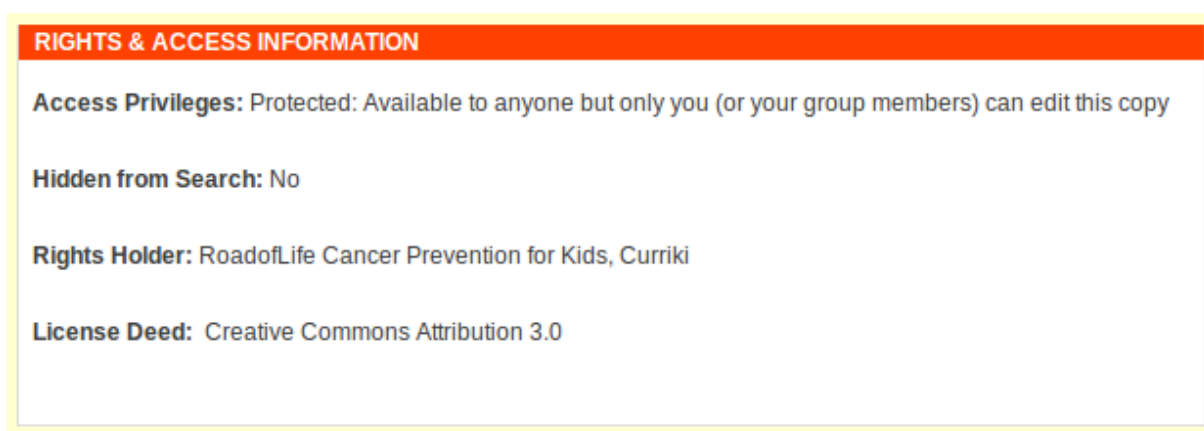 RIGHTS & ACCESS INFORMATION
Access Privileges: Protected: Available to anyone but only you (or your group members) can edit this copy
Hidden from Search: No
Rights Holder: RoadofLife Cancer Prevention for Kids, Curriki
License Deed:  Creative Commons Attribution 3.0